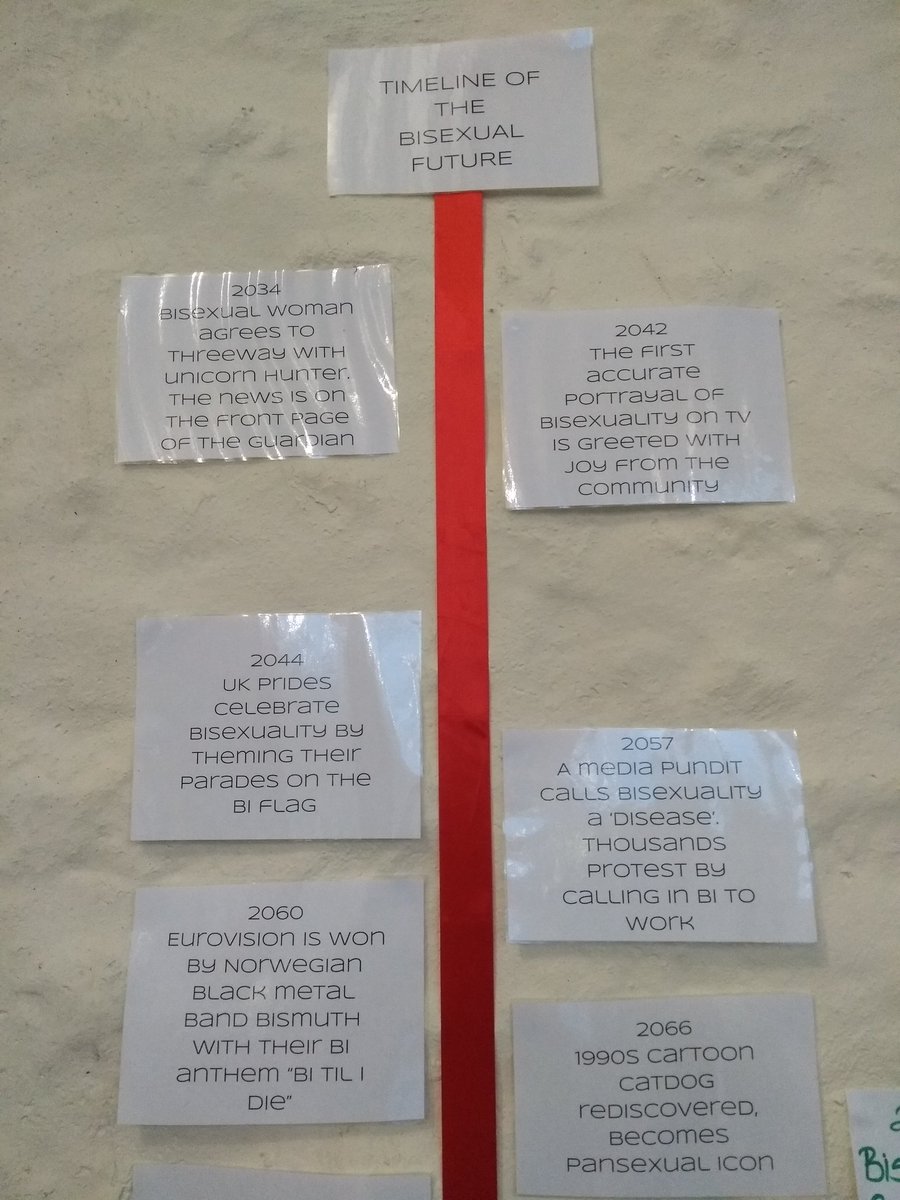 TIMELINE OF
THE
BISEXUAL
FUTURE
2034
BISEXUAL WOMAN
AGREES TO
THREEWAY WITH
UNICORN HUNTER.
THE NEWS IS ON
THE FRONT PAGE
OF THE GUARDIAN
2042
THE FIRST
ACCURATE
PORTRAYAL OF
BISEXUALITY ON TV
IS GREETED WITH
JOY FROM THE
COMMUNITY
2044
UK PRIDES
CELEBRATE
BISEXUALITY BY
THEMING THEIR
PARADES ON THE
BI FLAG
2057
A MEDIA PUNDIT
CALLS BISEXUALITY
A 'DISEASE'.
THOUSANDS
PROTEST BY
CALLING IN BI TO
WORK
2060
EUROVISION IS WON
BY NORWEGIAN
BLACK METAL
BAND BISMUTH
WITH THEIR BI
ANTHEM "BI TIL I
DIE"
2066
1990S CARTOON
CATDOG
REDISCOVERED,
BECOMES
PANSEXUAL ICON